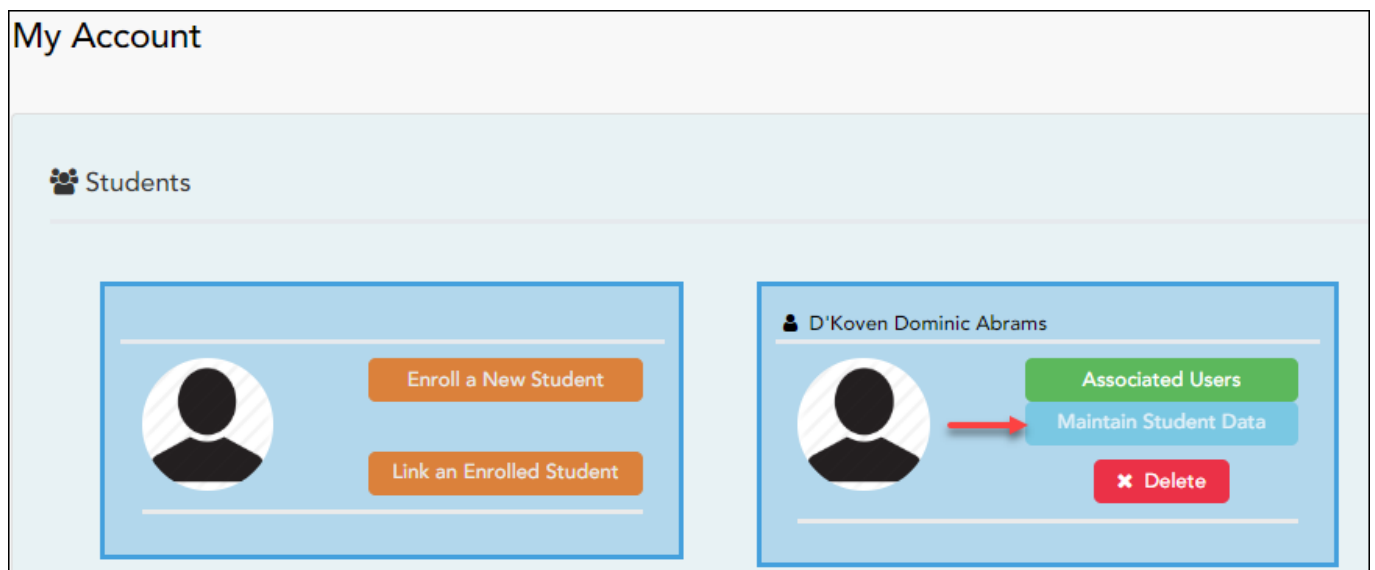 My Account
Students
Enroll a New Student
Link an Enrolled Student
D'Koven Dominic Abrams
Associated Users
Maintain Student Data
Delete